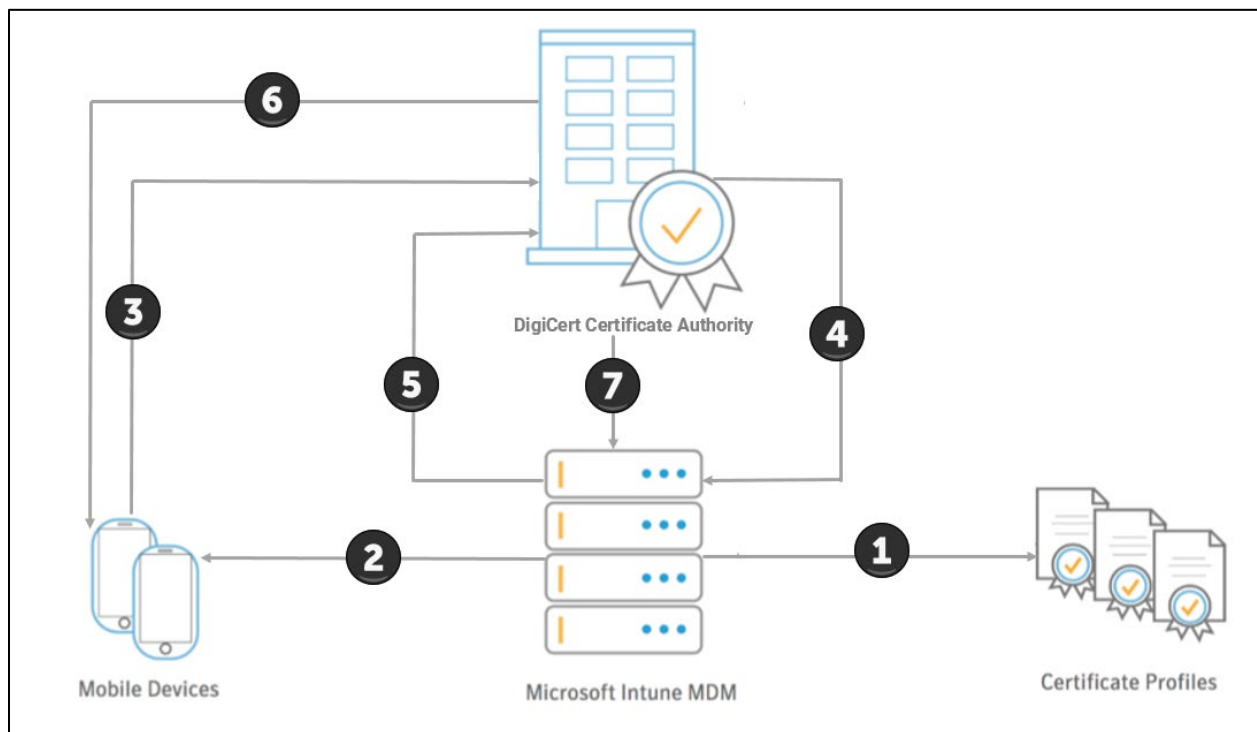 6
3
DigiCert Certificate Authority
4
5
7
2
1
Mobile Devices
Microsoft Intune MDM
Certificate Profiles